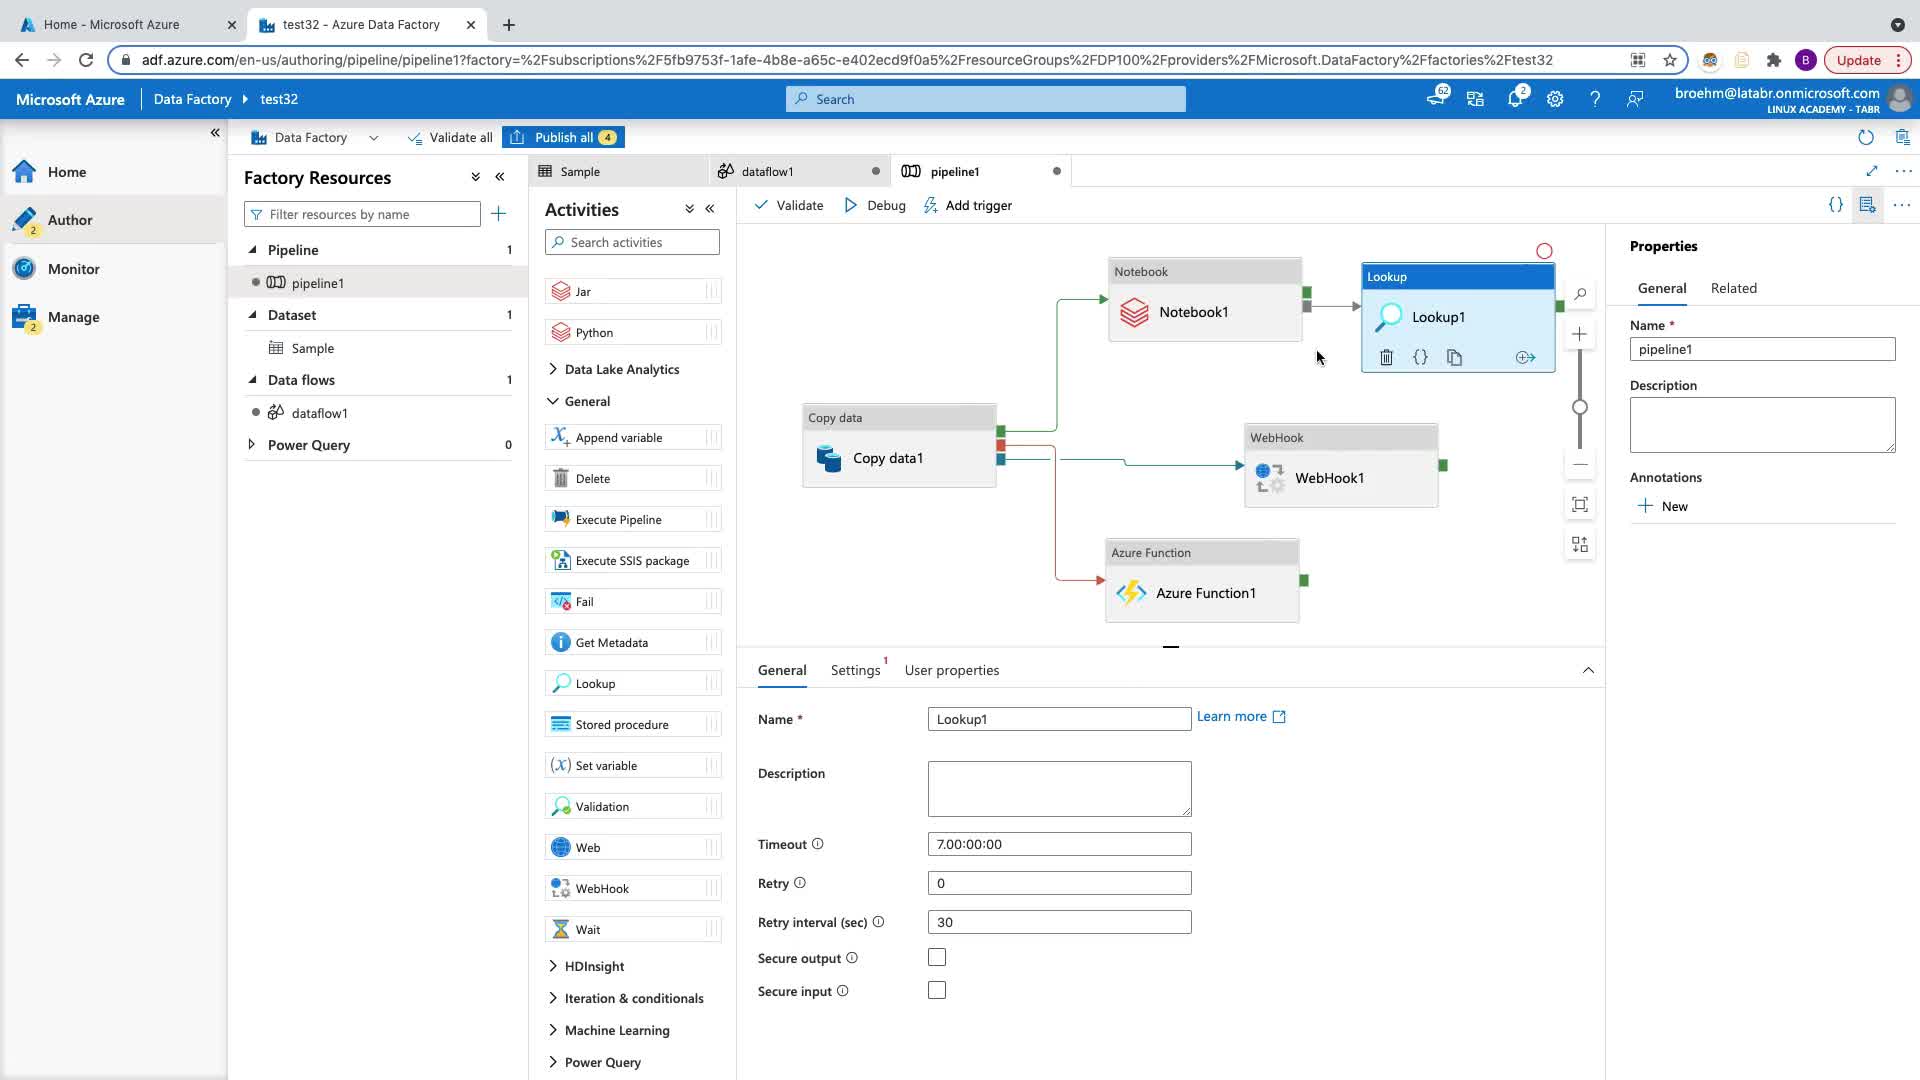 Home - Microsoft Azure
test32 - Azure Data Factory
adf.azure.com/en-us/authoring/pipeline/pipeline1?factory=%2Fsubscriptions%2F5fb9753f-1afe-4b8e-a65c-e402ecd9f0a5%2FresourceGroups%2FDP100%2Fproviders%2FMicrosoft.DataFactory%2Ffactories%2Ftest32
B
Update
Microsoft Azure
Data Factory
test32
Search
62
2
broehm@latabr.onmicrosoft.com
LINUX ACADEMY - TABR
Data Factory
Validate all
Publish all
4
Home
Author
2
Monitor
Manage
2
Factory Resources
Filter resources by name
Pipeline 1
pipeline1
Dataset 1
Sample
Data flows 1
dataflow1
Power Query 0
Sample
dataflow1
pipeline1
Activities
Search activities
Jar
Python
Data Lake Analytics
General
Append variable
Delete
Execute Pipeline
Execute SSIS package
Fail
Get Metadata
Lookup
Stored procedure
Set variable
Validation
Web
WebHook
Wait
HDInsight
Iteration & conditionals
Machine Learning
Power Query
Validate
Debug
Add trigger
Notebook
Notebook1
Lookup
Lookup1
Copy data
Copy data1
WebHook
WebHook1
Azure Function
Azure Function1
General
Settings 1
User properties
Name *
Lookup1
Learn more
Description
Timeout
7.00:00:00
Retry
0
Retry interval (sec)
30
Secure output
Secure input
Properties
General
Related
Name *
pipeline1
Description
Annotations
New